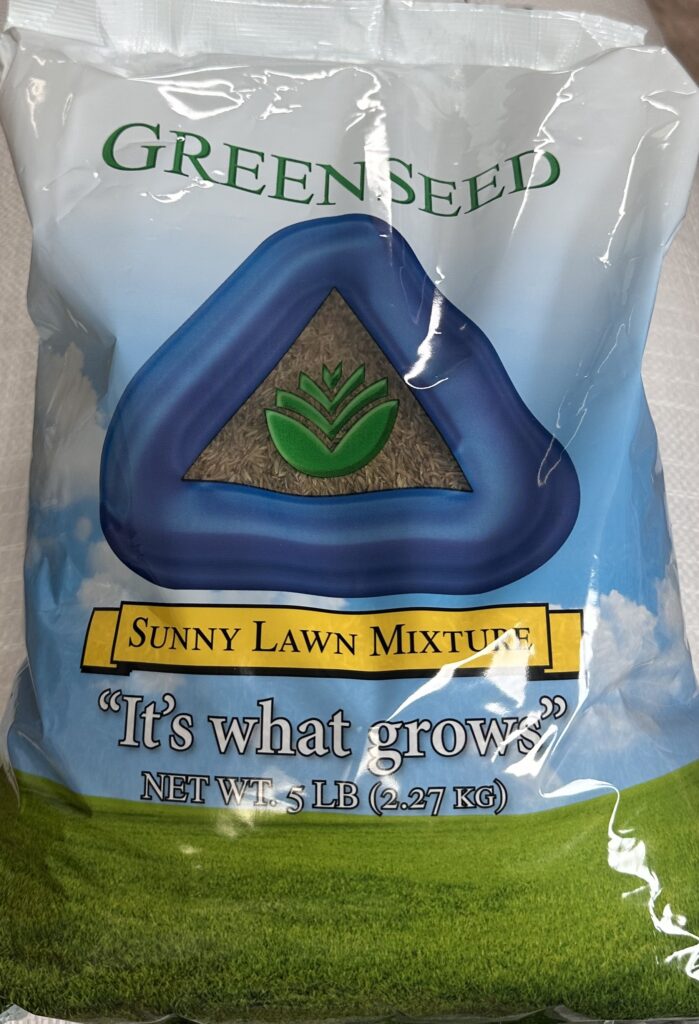 GREENSEED
SUNNY LAWN MIXTURE
“It’s what grows”
NET WT. 5 LB (2.27 KG)